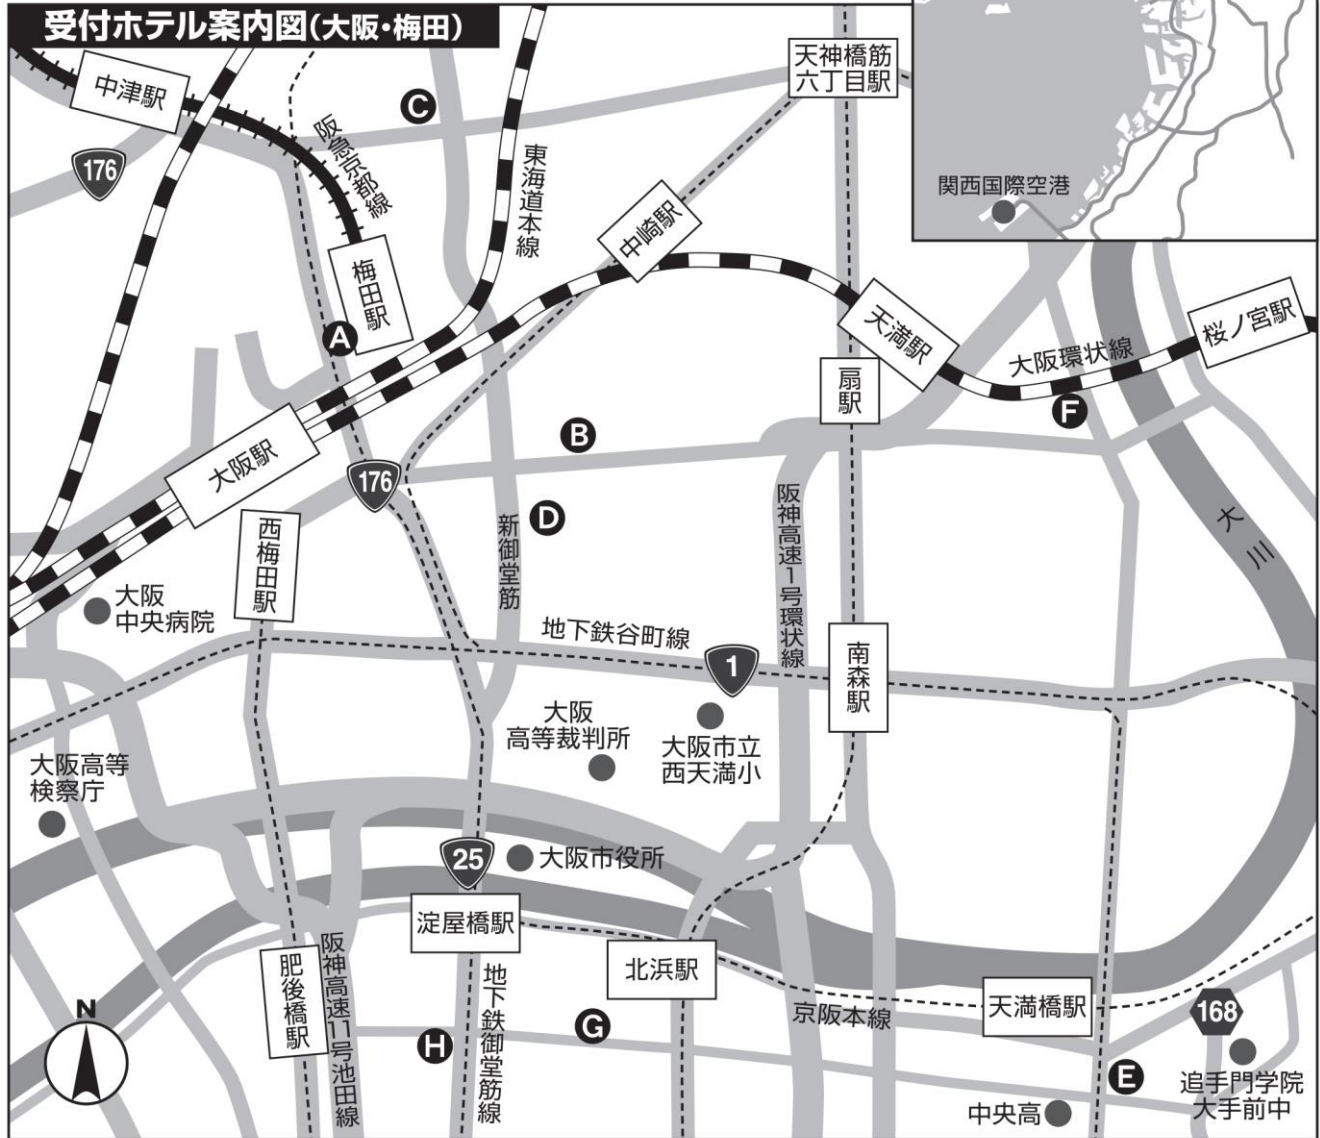 受付ホテル案内図(大阪・梅田)
中津駅
176
阪急京都線
C
東海道本線
天神橋筋
六丁目駅
関西国際空港
中崎駅
梅田駅
A
天満駅
大阪環状線
桜ノ宮駅
F
扇駅
B
大阪駅
176
D
新御堂筋
阪神高速1号環状線
大川
西梅田駅
大阪
中央病院
地下鉄谷町線
1
南森駅
大阪
高等裁判所
大阪市立
西天満小
大阪高等
検察庁
25
大阪市役所
淀屋橋駅
北浜駅
肥後橋駅
阪神高速11号池田線
地下鉄御堂筋線
京阪本線
天満橋駅
168
N
H
G
E
追手門学院
大手前中
中央高